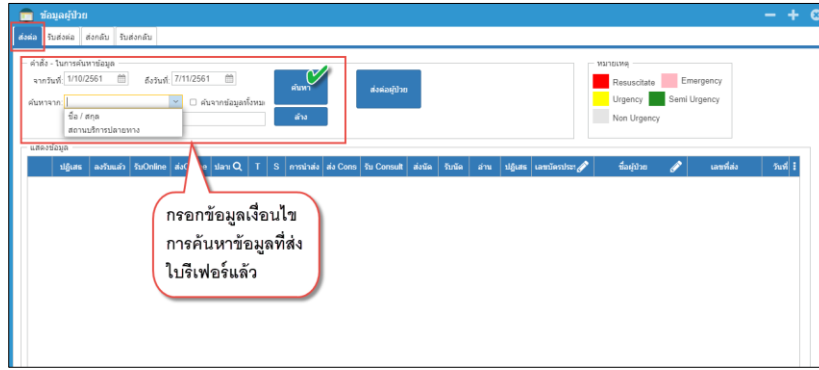 ข้อมูลผู้ป่วย
ส่งต่อ รับส่งต่อ ส่งกลับ รับส่งกลับ
คำสั่ง - ในการค้นหาข้อมูล
หมายเหตุ
จากวันที่: 1/10/2561 ถึงวันที่: 7/11/2561
ค้นหา
ส่งต่อผู้ป่วย
Resuscitate Emergency
ค้นหาจาก: ค้นจากข้อมูลทั้งหมด
Urgency Semi Urgency
ชื่อ / สกุล
ล้าง
Non Urgency
สถานบริการปลายทาง
แสดงข้อมูล
ปฏิเสธ ลงรับแล้ว รับOnline ปลาย T S การนำส่ง ส่ง Cons รับ Consult ส่งนัด รับนัด อ่าน ปฏิเสธ เลขบัตรประ ชื่อผู้ป่วย เลขที่ส่ง วันที่
กรอกข้อมูลเงื่อนไข
การค้นหาข้อมูลที่ส่ง
ใบรีเฟอร์แล้ว